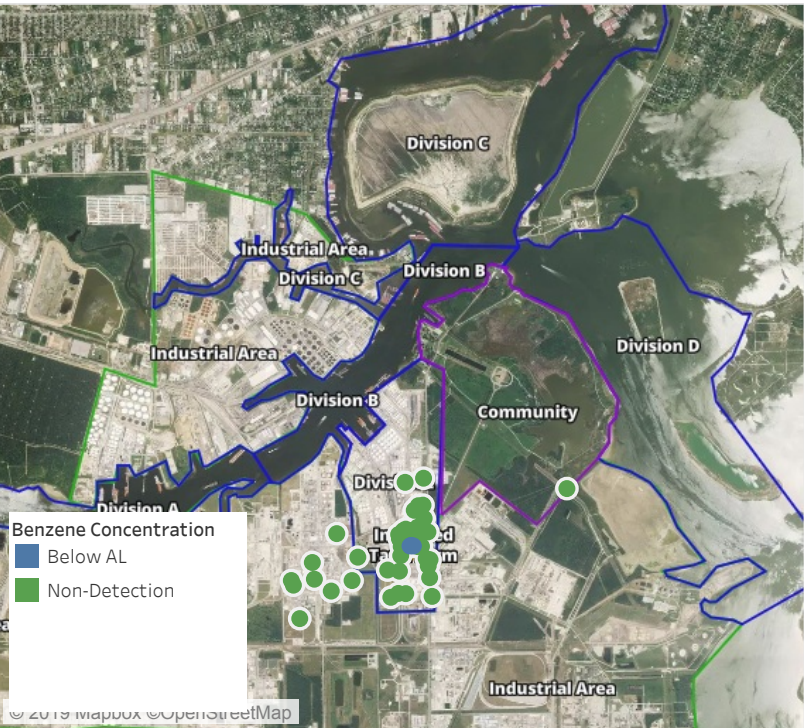 Division C
Industrial Area
Division C
Division B
Industrial Area
Division D
Division B
Community
Division A
Benzene Concentration
Below AL
Non-Detection
Industrial Area
© 2019 Mapbox ©OpenStreetMap